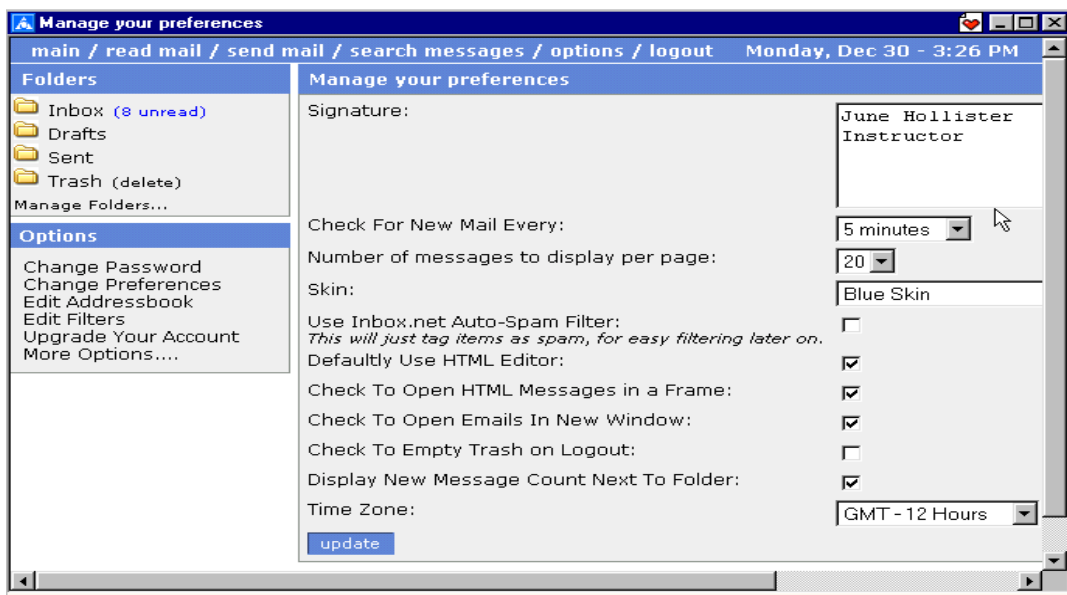 Manage your preferences
main / read mail / send mail / search messages / options / logout Monday, Dec 30 - 3:26 PM
Folders
Inbox (8 unread)
Drafts
Sent
Trash (delete)
Manage Folders...
Options
Change Password
Change Preferences
Edit Addressbook
Edit Filters
Upgrade Your Account
More Options....
Manage your preferences
Signature:
June Hollister
Instructor
Check For New Mail Every:
5 minutes
Number of messages to display per page:
20
Skin:
Blue Skin
Use Inbox.net Auto-Spam Filter:
This will just tag items as spam, for easy filtering later on.
Defaultly Use HTML Editor:
Check To Open HTML Messages in a Frame:
Check To Open Emails In New Window:
Check To Empty Trash on Logout:
Display New Message Count Next To Folder:
Time Zone:
GMT - 12 Hours
update